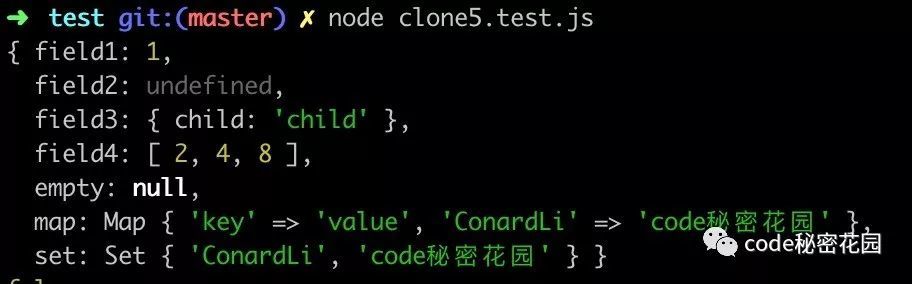 ➜ test git:(master) ✗ node clone5.test.js
{ field1: 1,
field2: undefined,
field3: { child: 'child' },
field4: [ 2, 4, 8 ],
empty: null,
map: Map { 'key' => 'value', 'ConardLi' => 'code秘密花园' },
set: Set { 'ConardLi', 'code秘密花园' } }
code秘密花园